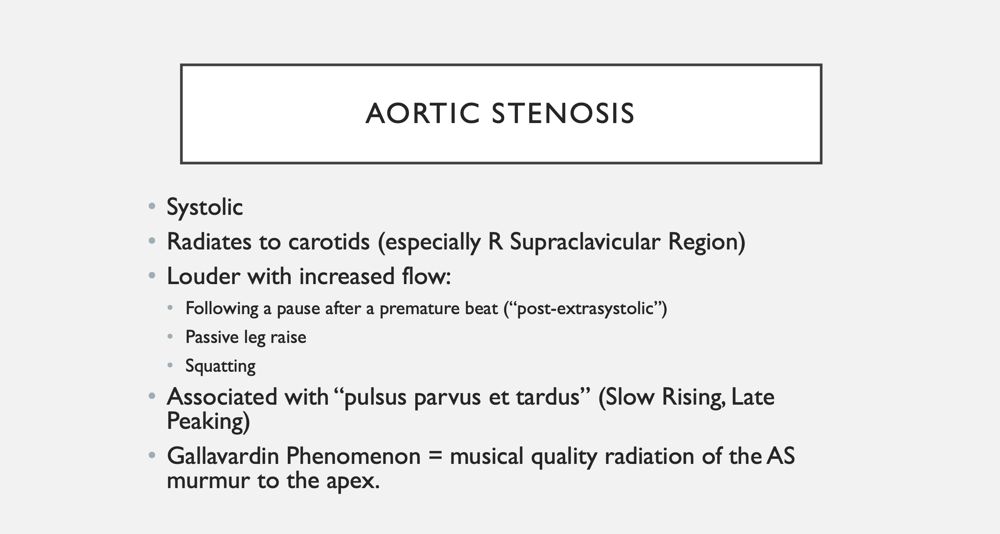 AORTIC STENOSIS
• Systolic
• Radiates to carotids (especially R Supraclavicular Region)
• Louder with increased flow:
• Following a pause after a premature beat (“post-extrasystolic”)
• Passive leg raise
• Squatting
• Associated with “pulsus parvus et tardus” (Slow Rising, Late
Peaking)
• Gallavardin Phenomenon = musical quality radiation of the AS
murmur to the apex.